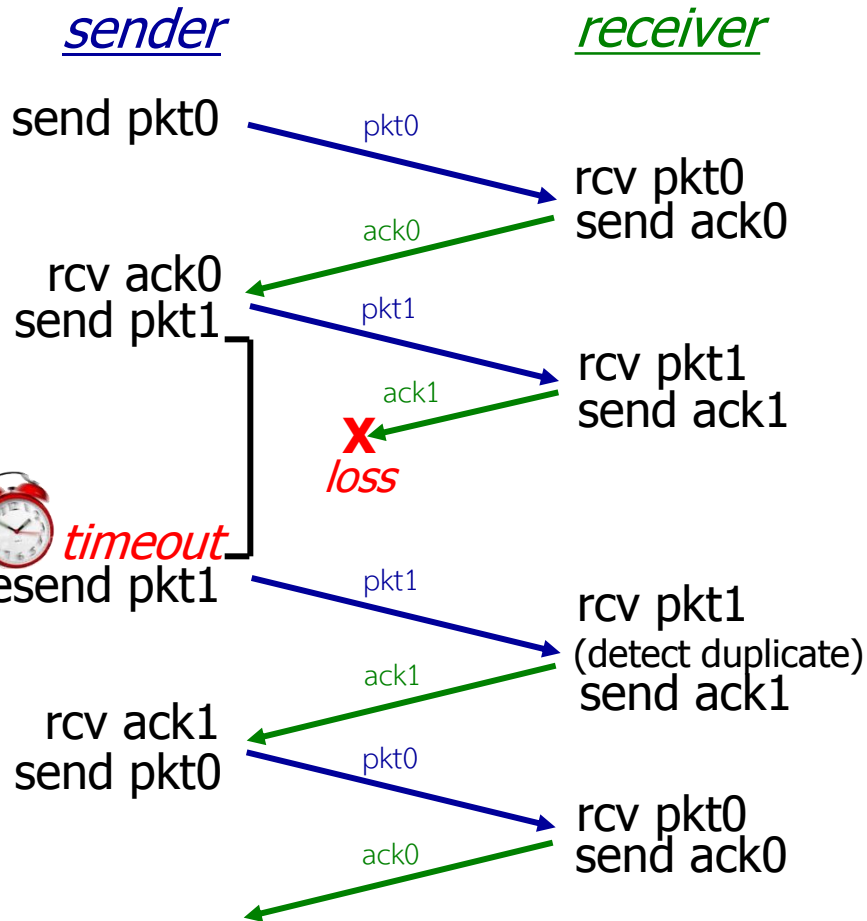 sender
receiver
send pkt0
pkt0
rcv pkt0
send ack0
ack0
rcv ack0
send pkt1
pkt1
rcv pkt1
send ack1
ack1
X
loss
timeout
esend pkt1
pkt1
rcv pkt1
(detect duplicate)
send ack1
ack1
rcv ack1
send pkt0
pkt0
rcv pkt0
send ack0
ack0